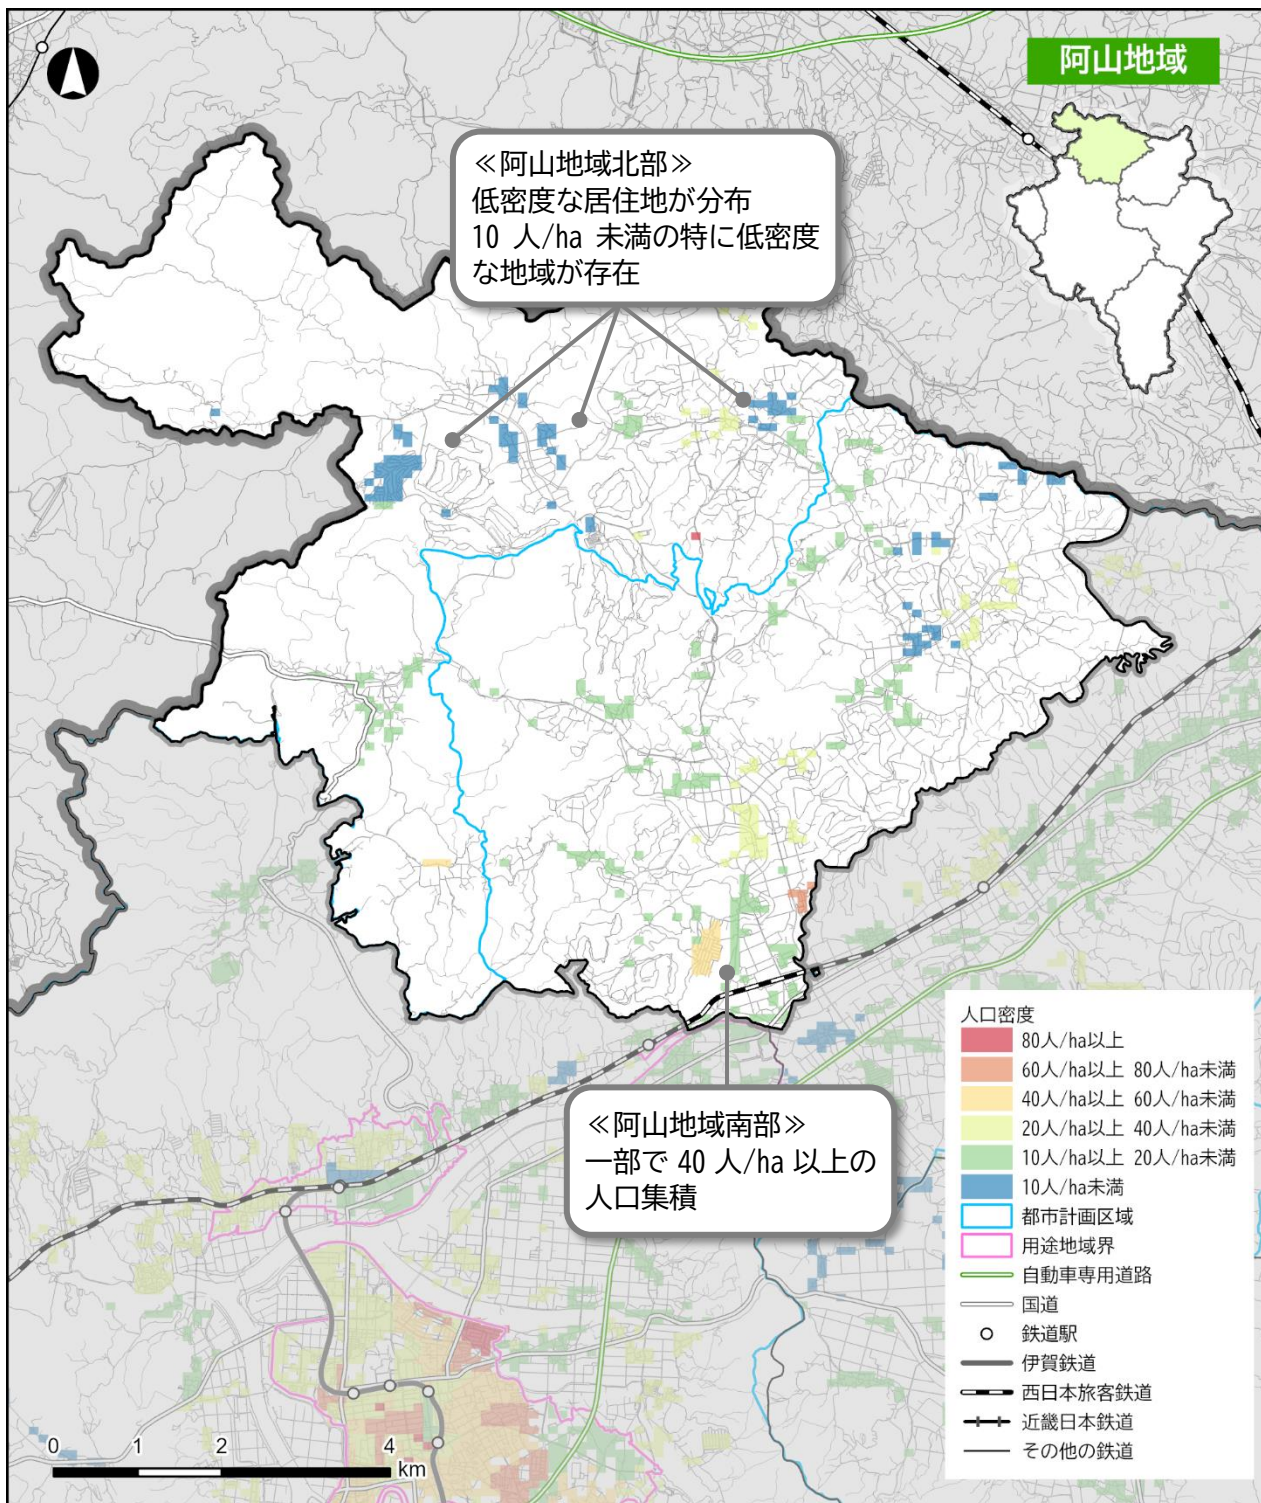 阿山地域
≪阿山地域北部≫
低密度な居住地が分布
10 人/ha 未満の特に低密度
な地域が存在
≪阿山地域南部≫
一部で 40 人/ha 以上の
人口集積
人口密度
80人/ha以上
60人/ha以上 80人/ha未満
40人/ha以上 60人/ha未満
20人/ha以上 40人/ha未満
10人/ha以上 20人/ha未満
10人/ha未満
都市計画区域
用途地域界
自動車専用道路
国道
鉄道駅
伊賀鉄道
西日本旅客鉄道
近畿日本鉄道
その他の鉄道
0 1 2 4
km